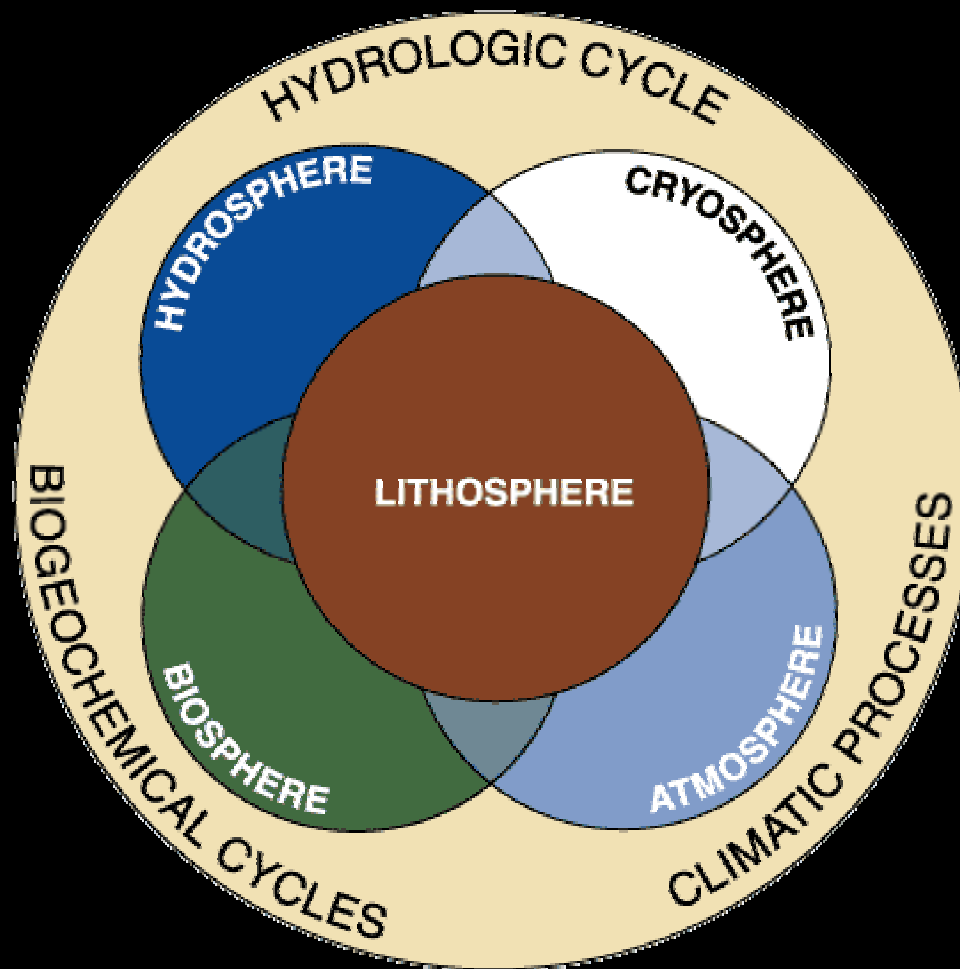 HYDROLOGIC CYCLE
HYDROSPHERE
CRYOSPHERE
LITHOSPHERE
BIOSPHERE
ATMOSPHERE
BIOGEOCHEMICAL CYCLES
CLIMATIC PROCESSES